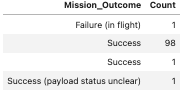 Mission_Outcome Count
Failure (in flight) 1
Success 98
Success 1
Success (payload status unclear) 1